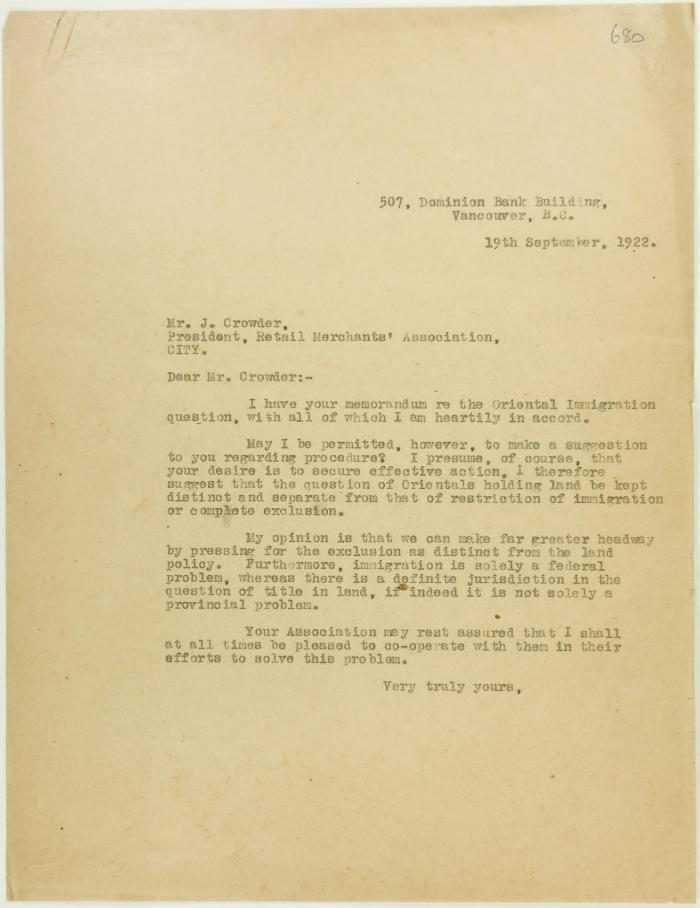 680
507, Dominion Bank Building,
Vancouver, B.C.
19th September, 1922.
Mr. J. Crowder,
President, Retail Merchants' Association,
CITY.
Dear Mr. Crowder:-
I have your memorandum re the Oriental Immigration
question, with all of which I am heartily in accord.
May I be permitted, however, to make a suggestion
to you regarding procedure? I presume, of course, that
your desire is to secure effective action, I therefore
suggest that the question of Orientals holding land be kept
distinct and separate from that of restriction of immigration
or complete exclusion.
My opinion is that we can make far greater headway
by pressing for the exclusion as distinct from the land
policy. Furthermore, immigration is solely a federal
problem, whereas there is a definite jurisdiction in the
question of title in land, if indeed it is not solely a
provincial problem.
Your Association may rest assured that I shall
at all times be pleased to co-operate with them in their
efforts to solve this problem.
Very truly yours,